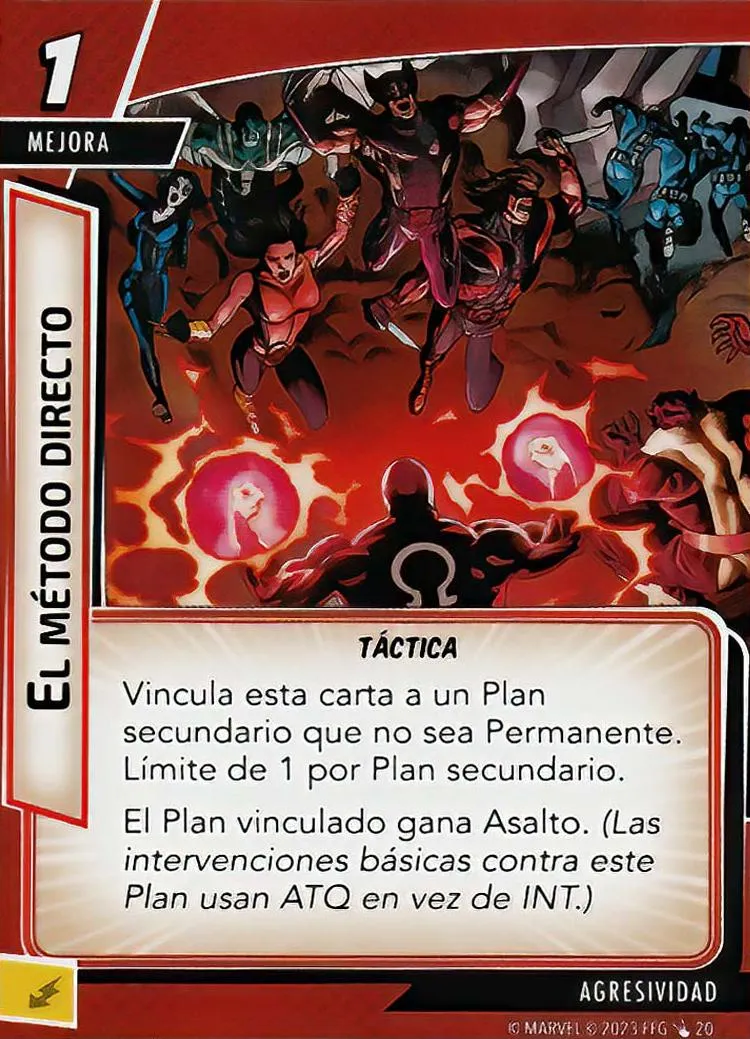 1
MEJORA
EL MÉTODO DIRECTO
Ω
TÁCTICA
Vincula esta carta a un Plan
secundario que no sea Permanente.
Límite de 1 por Plan secundario.
El Plan vinculado gana Asalto. (Las
intervenciones básicas contra este
Plan usan ATQ en vez de INT.)
AGRESIVIDAD
© MARVEL © 2023 FFG 20